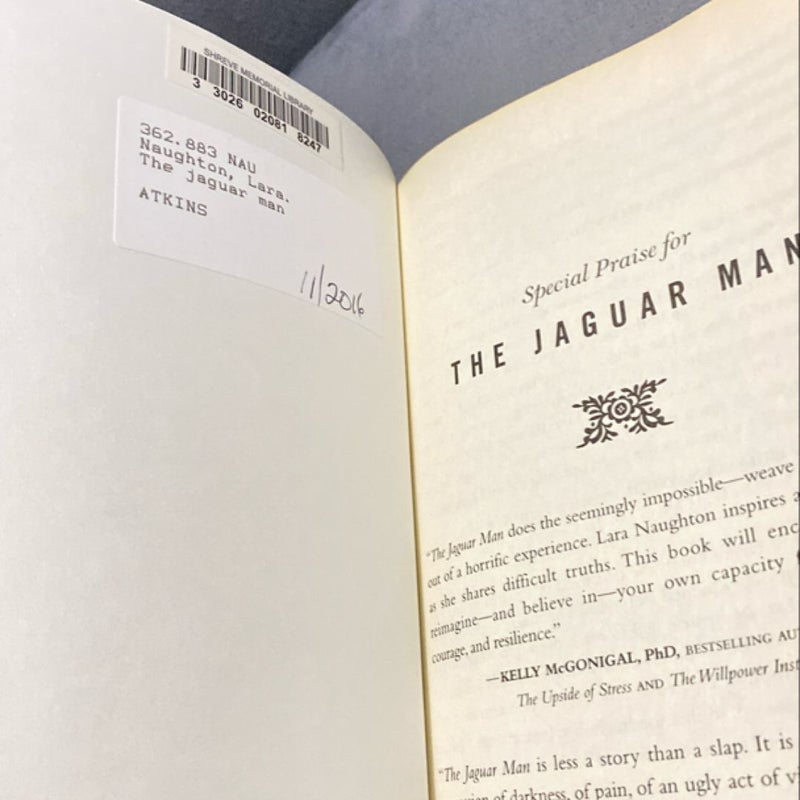 SHREVE MEMORIAL LIBRARY
3 3026 02081 8247
362.883 NAU
Naughton, Lara.
The jaguar man
ATKINS
11/2016
Special Praise for
THE JAGUAR MAN
"The Jaguar Man does the seemingly impossible—weave
out of a horrific experience. Lara Naughton inspires
as she shares difficult truths. This book will enc
reimagine—and believe in—your own capacity
courage, and resilience."
—KELLY McGONIGAL, PhD, BESTSELLING AU
The Upside of Stress AND The Willpower Inst
"The Jaguar Man is less a story than a slap. It is
of darkness, of pain, of an ugly act of vi